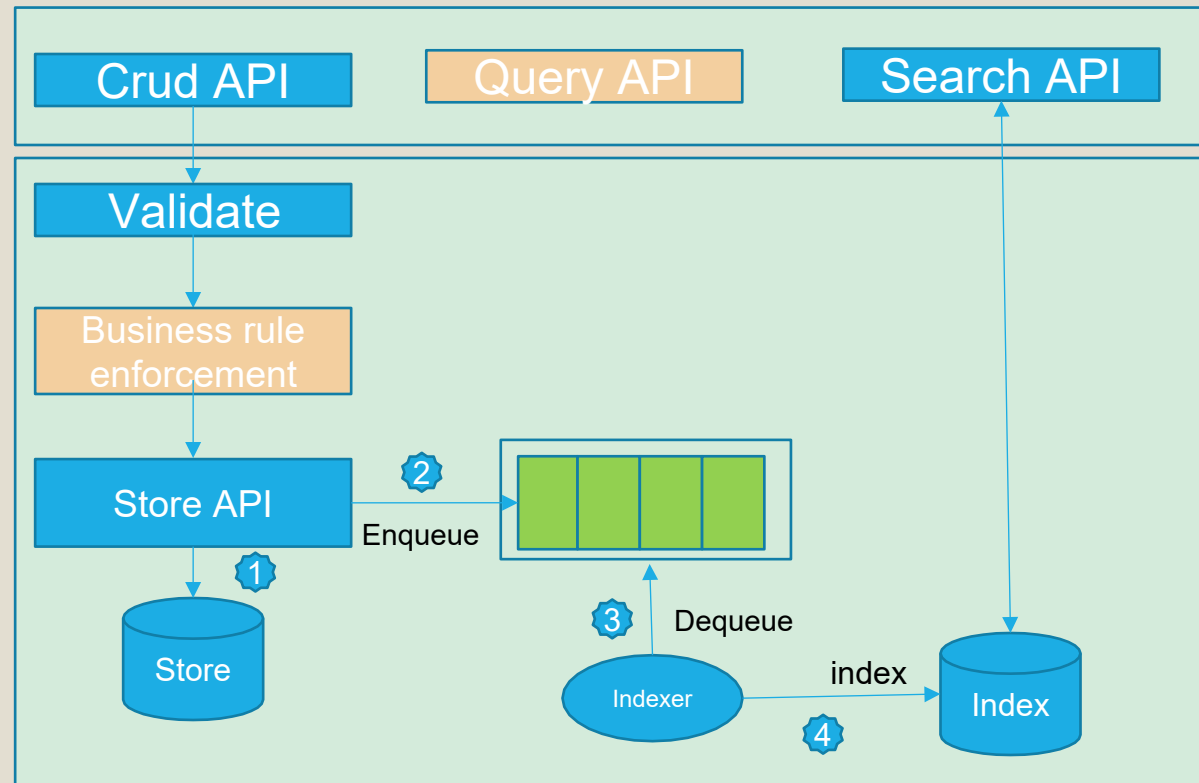 Crud API
Query API
Search API
Validate
Business rule
enforcement
Store API
2
Enqueue
1
3
Dequeue
Store
Indexer
index
4
Index